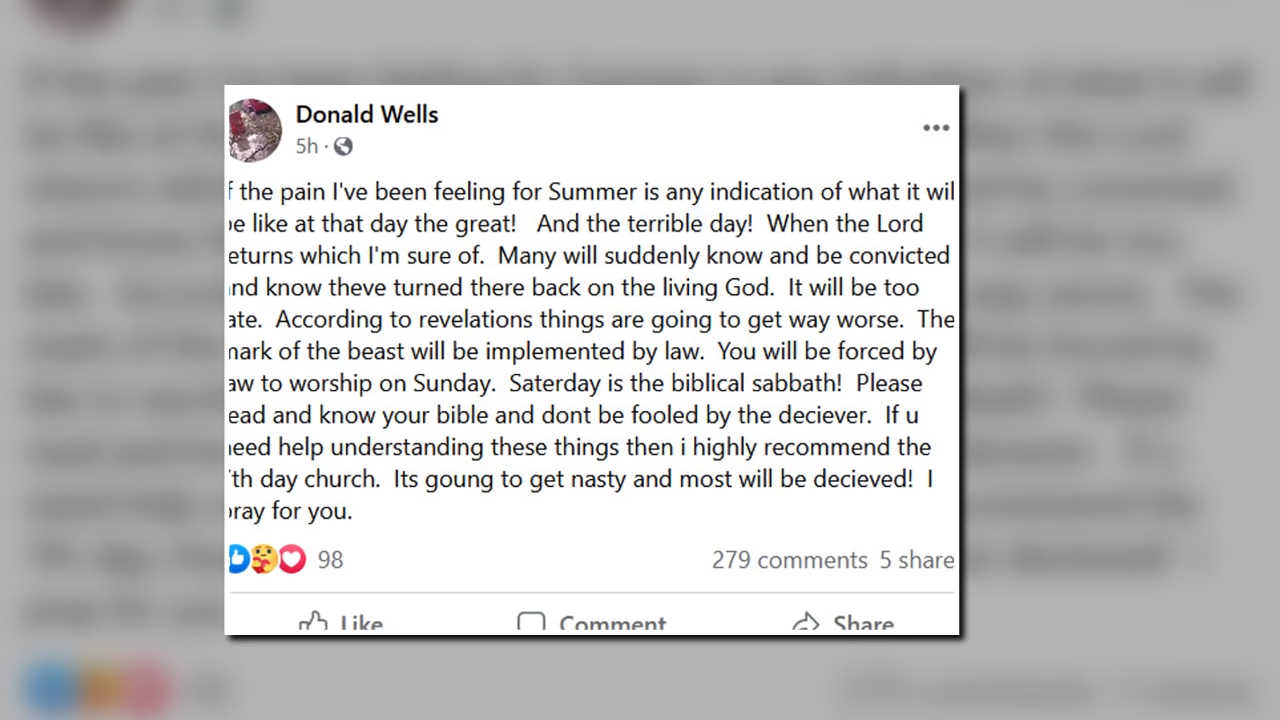 Donald Wells
5h ·
f the pain I've been feeling for Summer is any indication of what it wil
be like at that day the great! And the terrible day! When the Lord
eturns which I'm sure of. Many will suddenly know and be convicted
and know theve turned there back on the living God. It will be too
ate. According to revelations things are going to get way worse. The
mark of the beast will be implemented by law. You will be forced by
aw to worship on Sunday. Saterday is the biblical sabbath! Please
ead and know your bible and dont be fooled by the deciever. If u
need help understanding these things then i highly recommend the
7th day church. Its goung to get nasty and most will be decieved! I
pray for you.
98
279 comments 5 share
Like Comment Share